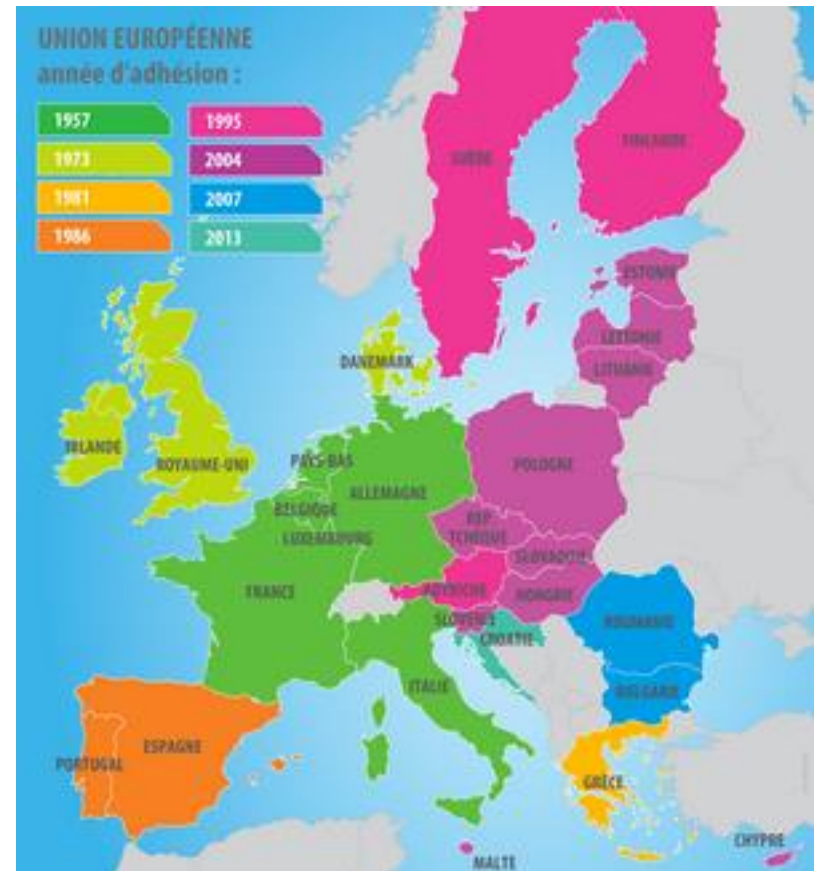 UNION EUROPÉENNE
année d'adhésion :
1957
1973
1981
1986
1995
2004
2007
2013
SUÈDE
FINLANDE
ESTONIE
LETTONIE
LITUANIE
DANEMARK
IRLANDE
ROYAUME-UNI
PAYS-BAS
ALLEMAGNE
BELGIQUE
LUXEMBOURG
POLOGNE
RÉP.
TCHÈQUE
SLOVAQUIE
FRANCE
AUTRICHE
HONGRIE
SLOVÉNIE
CROATIE
ROUMANIE
BULGARIE
ITALIE
PORTUGAL
ESPAGNE
GRÈCE
CHYPRE
MALTE